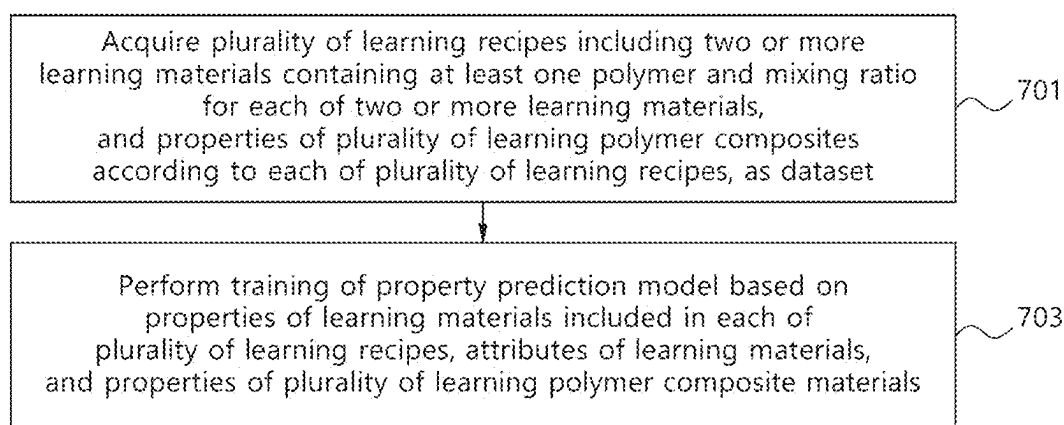 Acquire plurality of learning recipes including two or more
learning materials containing at least one polymer and mixing ratio
for each of two or more learning materials,
and properties of plurality of learning polymer composites
according to each of plurality of learning recipes, as dataset
701
Perform training of property prediction model based on
properties of learning materials included in each of
plurality of learning recipes, attributes of learning materials,
and properties of plurality of learning polymer composite materials
703